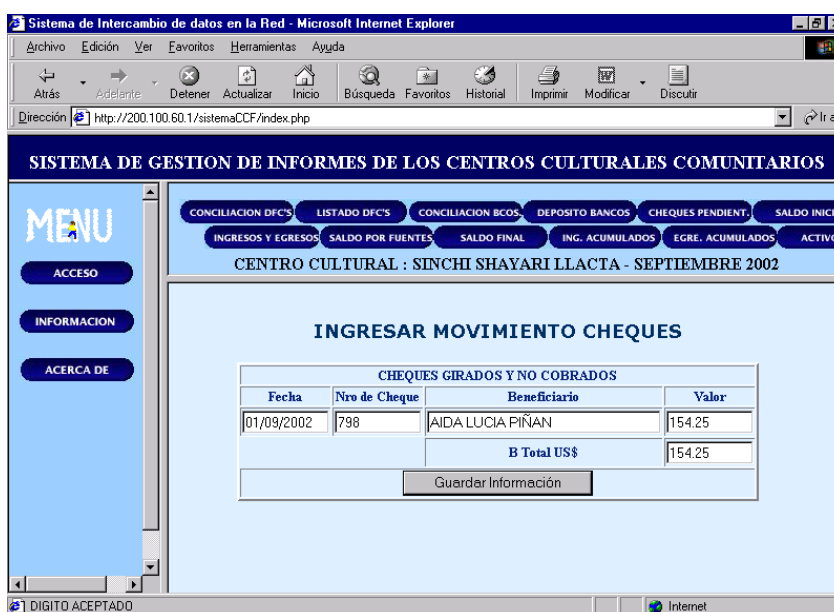 Sistema de Intercambio de datos en la Red - Microsoft Internet Explorer
Archivo Edición Ver Favoritos Herramientas Ayuda
Atrás Adelante Detener Actualizar Inicio Búsqueda Favoritos Historial Imprimir Modificar Discutir
Dirección http://200.100.60.1/sistemaCCF/index.php Ir a
SISTEMA DE GESTION DE INFORMES DE LOS CENTROS CULTURALES COMUNITARIOS
MENU
ACCESO
INFORMACION
ACERCA DE
CONCILIACION DFC'S LISTADO DFC'S CONCILIACION BCOS. DEPOSITO BANCOS CHEQUES PENDIENT. SALDO INICI
INGRESOS Y EGRESOS SALDO POR FUENTES SALDO FINAL ING. ACUMULADOS EGRE. ACUMULADOS ACTIVO
CENTRO CULTURAL : SINCHI SHAYARI LLACTA - SEPTIEMBRE 2002
INGRESAR MOVIMIENTO CHEQUES
CHEQUES GIRADOS Y NO COBRADOS
Fecha Nro de Cheque Beneficiario Valor
01/09/2002 798 AIDA LUCIA PIÑAN 154.25
B Total US$ 154.25
Guardar Información
DIGITO ACEPTADO Internet